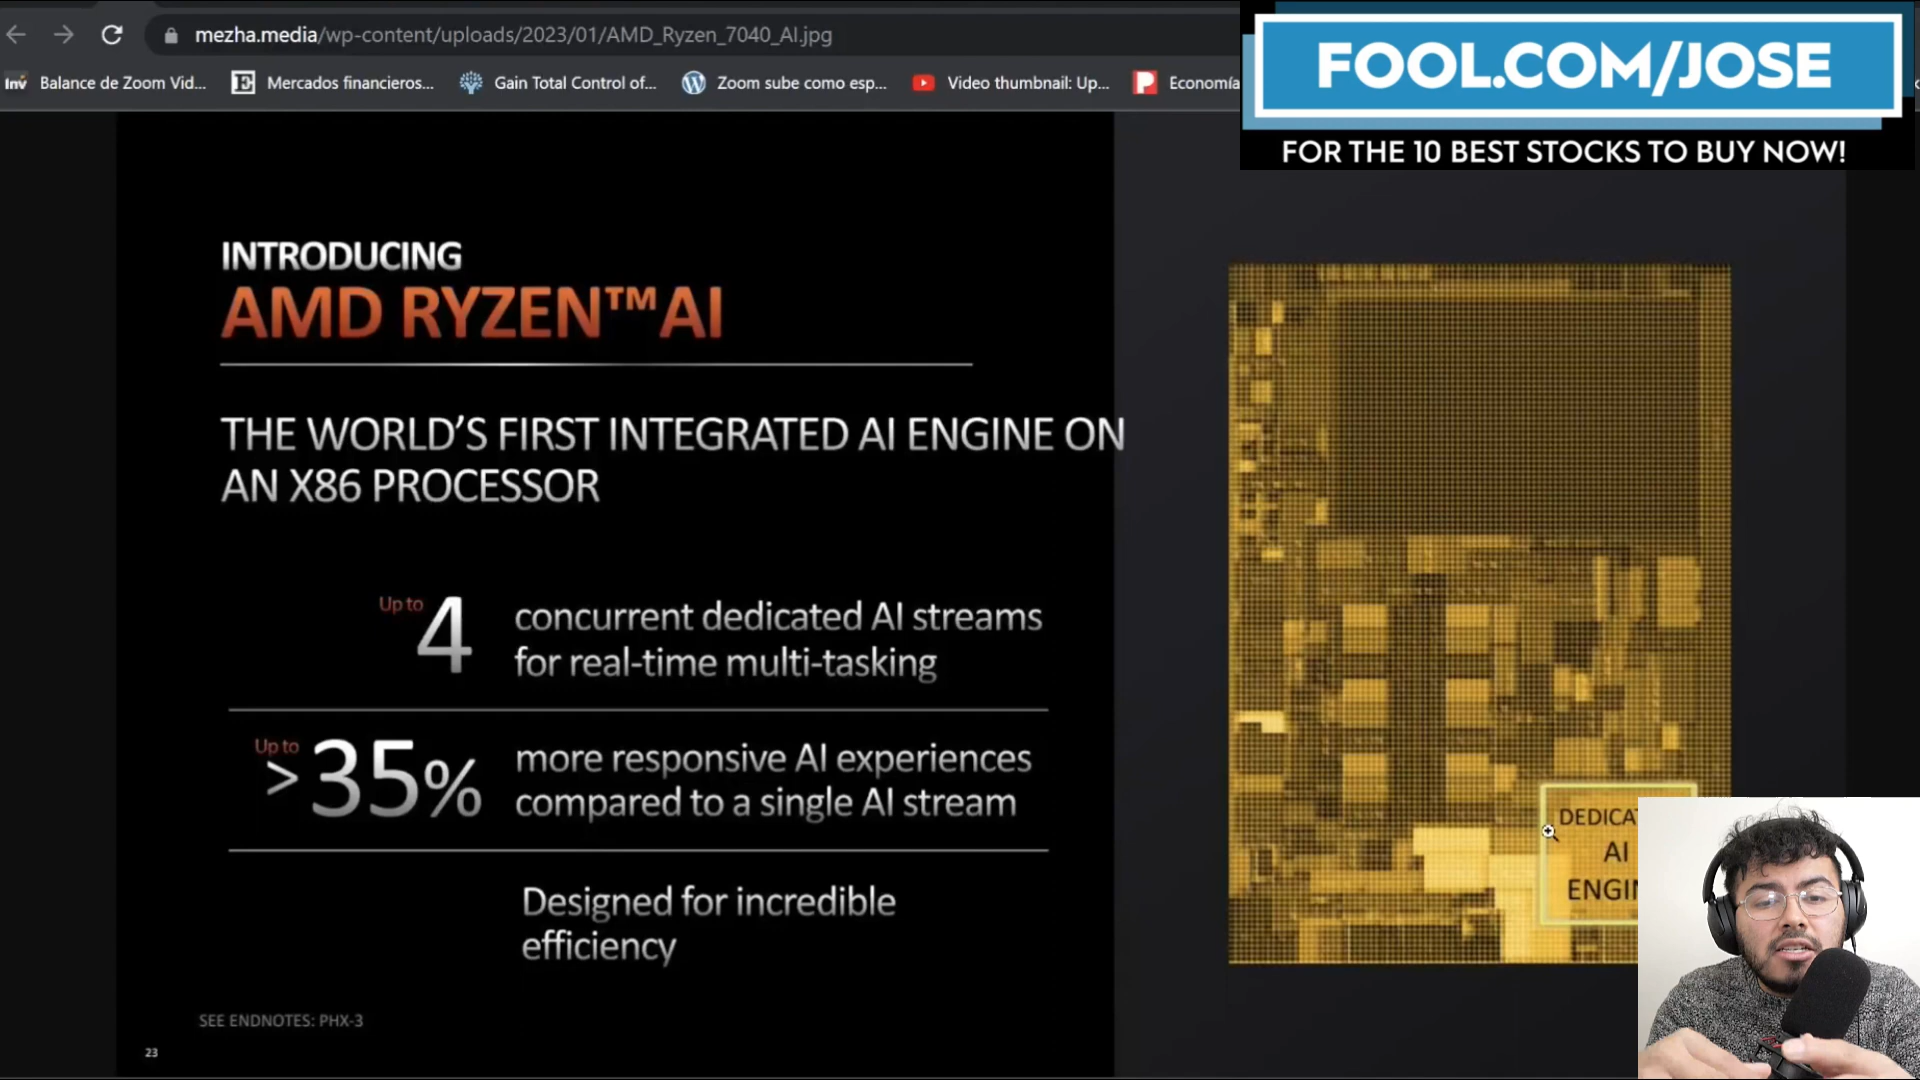 mezha.media/wp-content/uploads/2023/01/AMD_Ryzen_7040_AI.jpg
inv Balance de Zoom Vid... E Mercados financieros... Gain Total Control of... Zoom sube como esp... Video thumbnail: Up... Economía
FOOL.COM/JOSE
FOR THE 10 BEST STOCKS TO BUY NOW!
INTRODUCING
AMD RYZEN™AI
THE WORLD'S FIRST INTEGRATED AI ENGINE ON
AN X86 PROCESSOR
Up to 4 concurrent dedicated AI streams
for real-time multi-tasking
Up to >35% more responsive AI experiences
compared to a single AI stream
Designed for incredible
efficiency
DEDICA
AI
ENGIN
SEE ENDNOTES: PHX-3
23